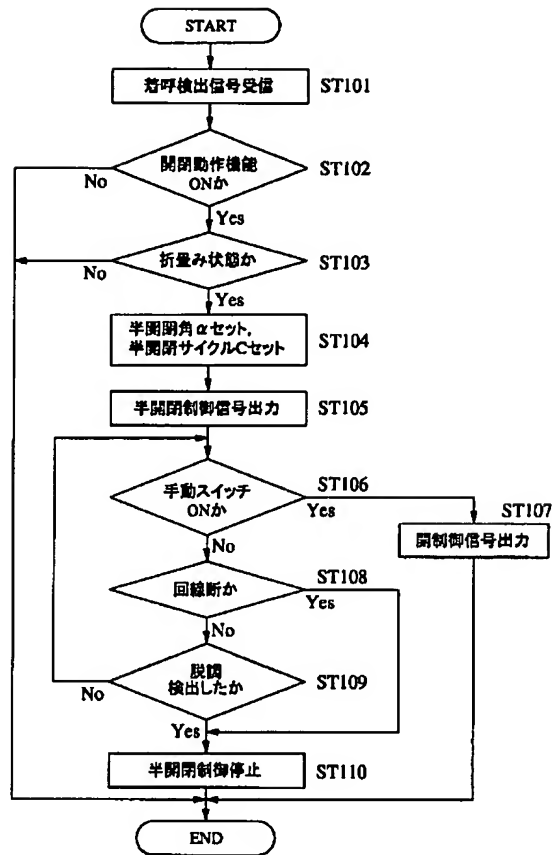 START
着呼検出信号受信
ST101
開閉動作機能
ONか
ST102
No
Yes
折畳み状態か
ST103
No
Yes
半開閉角αセット,
半開閉サイクルCセット
ST104
半開閉制御信号出力
ST105
手動スイッチ
ONか
ST106
Yes
ST107
開制御信号出力
No
回線断か
ST108
Yes
No
脱調
検出したか
ST109
No
Yes
半開閉制御停止
ST110
END